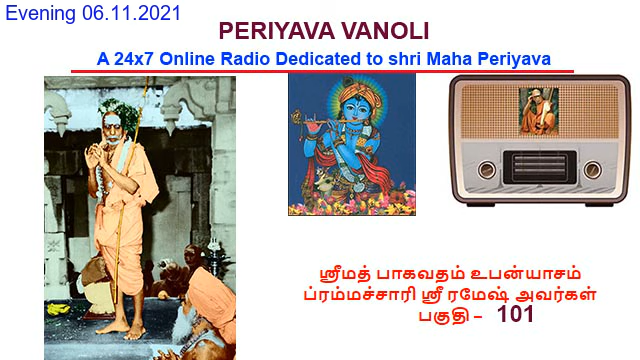 Evening 06.11.2021
PERIYAVA VANOLI
A 24x7 Online Radio Dedicated to shri Maha Periyava
ஸ்ரீமத் பாகவதம் உபன்யாசம்
ப்ரம்மச்சாரி ஸ்ரீ ரமேஷ் அவர்கள்
பகுதி – 101